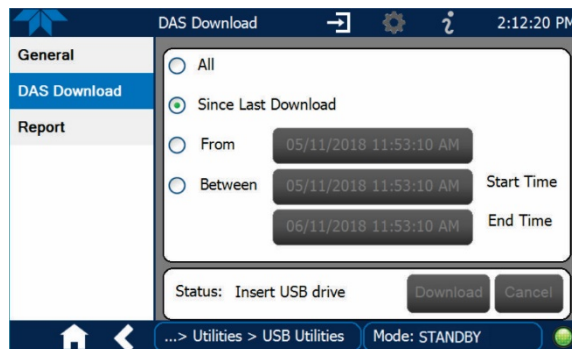 DAS Download 2:12:20 PM
General
DAS Download
Report
All
Since Last Download
From 05/11/2018 11:53:10 AM
Between 05/11/2018 11:53:10 AM Start Time
06/11/2018 11:53:10 AM End Time
Status: Insert USB drive Download Cancel
...> Utilities > USB Utilities Mode: STANDBY